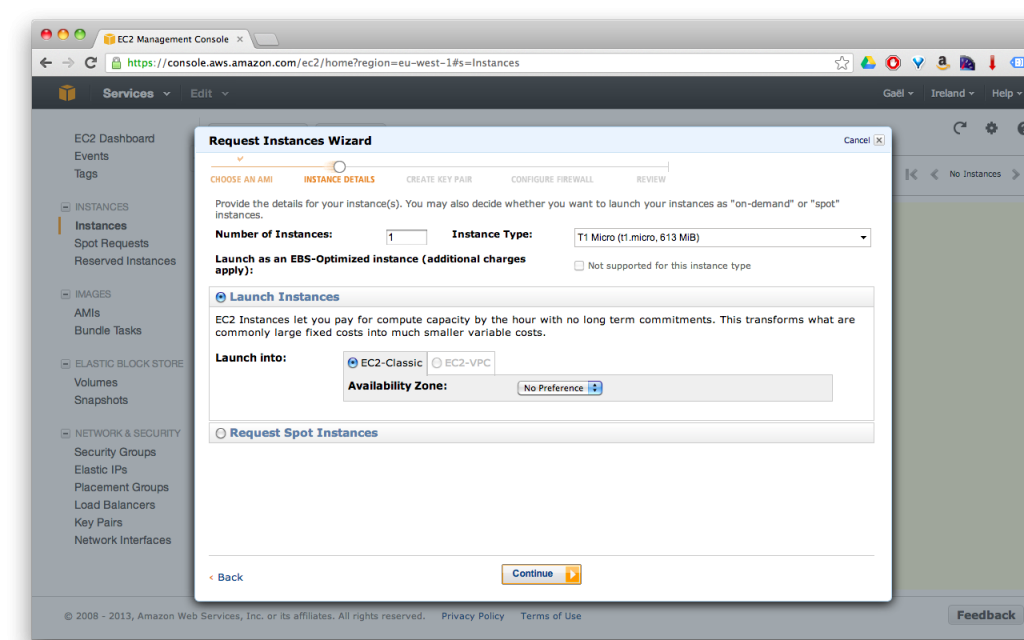 EC2 Management Console
https://console.aws.amazon.com/ec2/home?region=eu-west-1#s=Instances
Services Edit Gaël Ireland Help
EC2 Dashboard
Events
Tags
INSTANCES
Instances
Spot Requests
Reserved Instances
IMAGES
AMIs
Bundle Tasks
ELASTIC BLOCK STORE
Volumes
Snapshots
NETWORK & SECURITY
Security Groups
Elastic IPs
Placement Groups
Load Balancers
Key Pairs
Network Interfaces
No Instances
Request Instances Wizard
Cancel
CHOOSE AN AMI INSTANCE DETAILS CREATE KEY PAIR CONFIGURE FIREWALL REVIEW
Provide the details for your instance(s). You may also decide whether you want to launch your instances as "on-demand" or "spot"
instances.
Number of Instances: 1 Instance Type: T1 Micro (t1.micro, 613 MiB)
Launch as an EBS-Optimized instance (additional charges
apply):
Not supported for this instance type
Launch Instances
EC2 Instances let you pay for compute capacity by the hour with no long term commitments. This transforms what are
commonly large fixed costs into much smaller variable costs.
Launch into: EC2-Classic EC2-VPC
Availability Zone: No Preference
Request Spot Instances
< Back
Continue
© 2008 - 2013, Amazon Web Services, Inc. or its affiliates. All rights reserved. Privacy Policy Terms of Use
Feedback